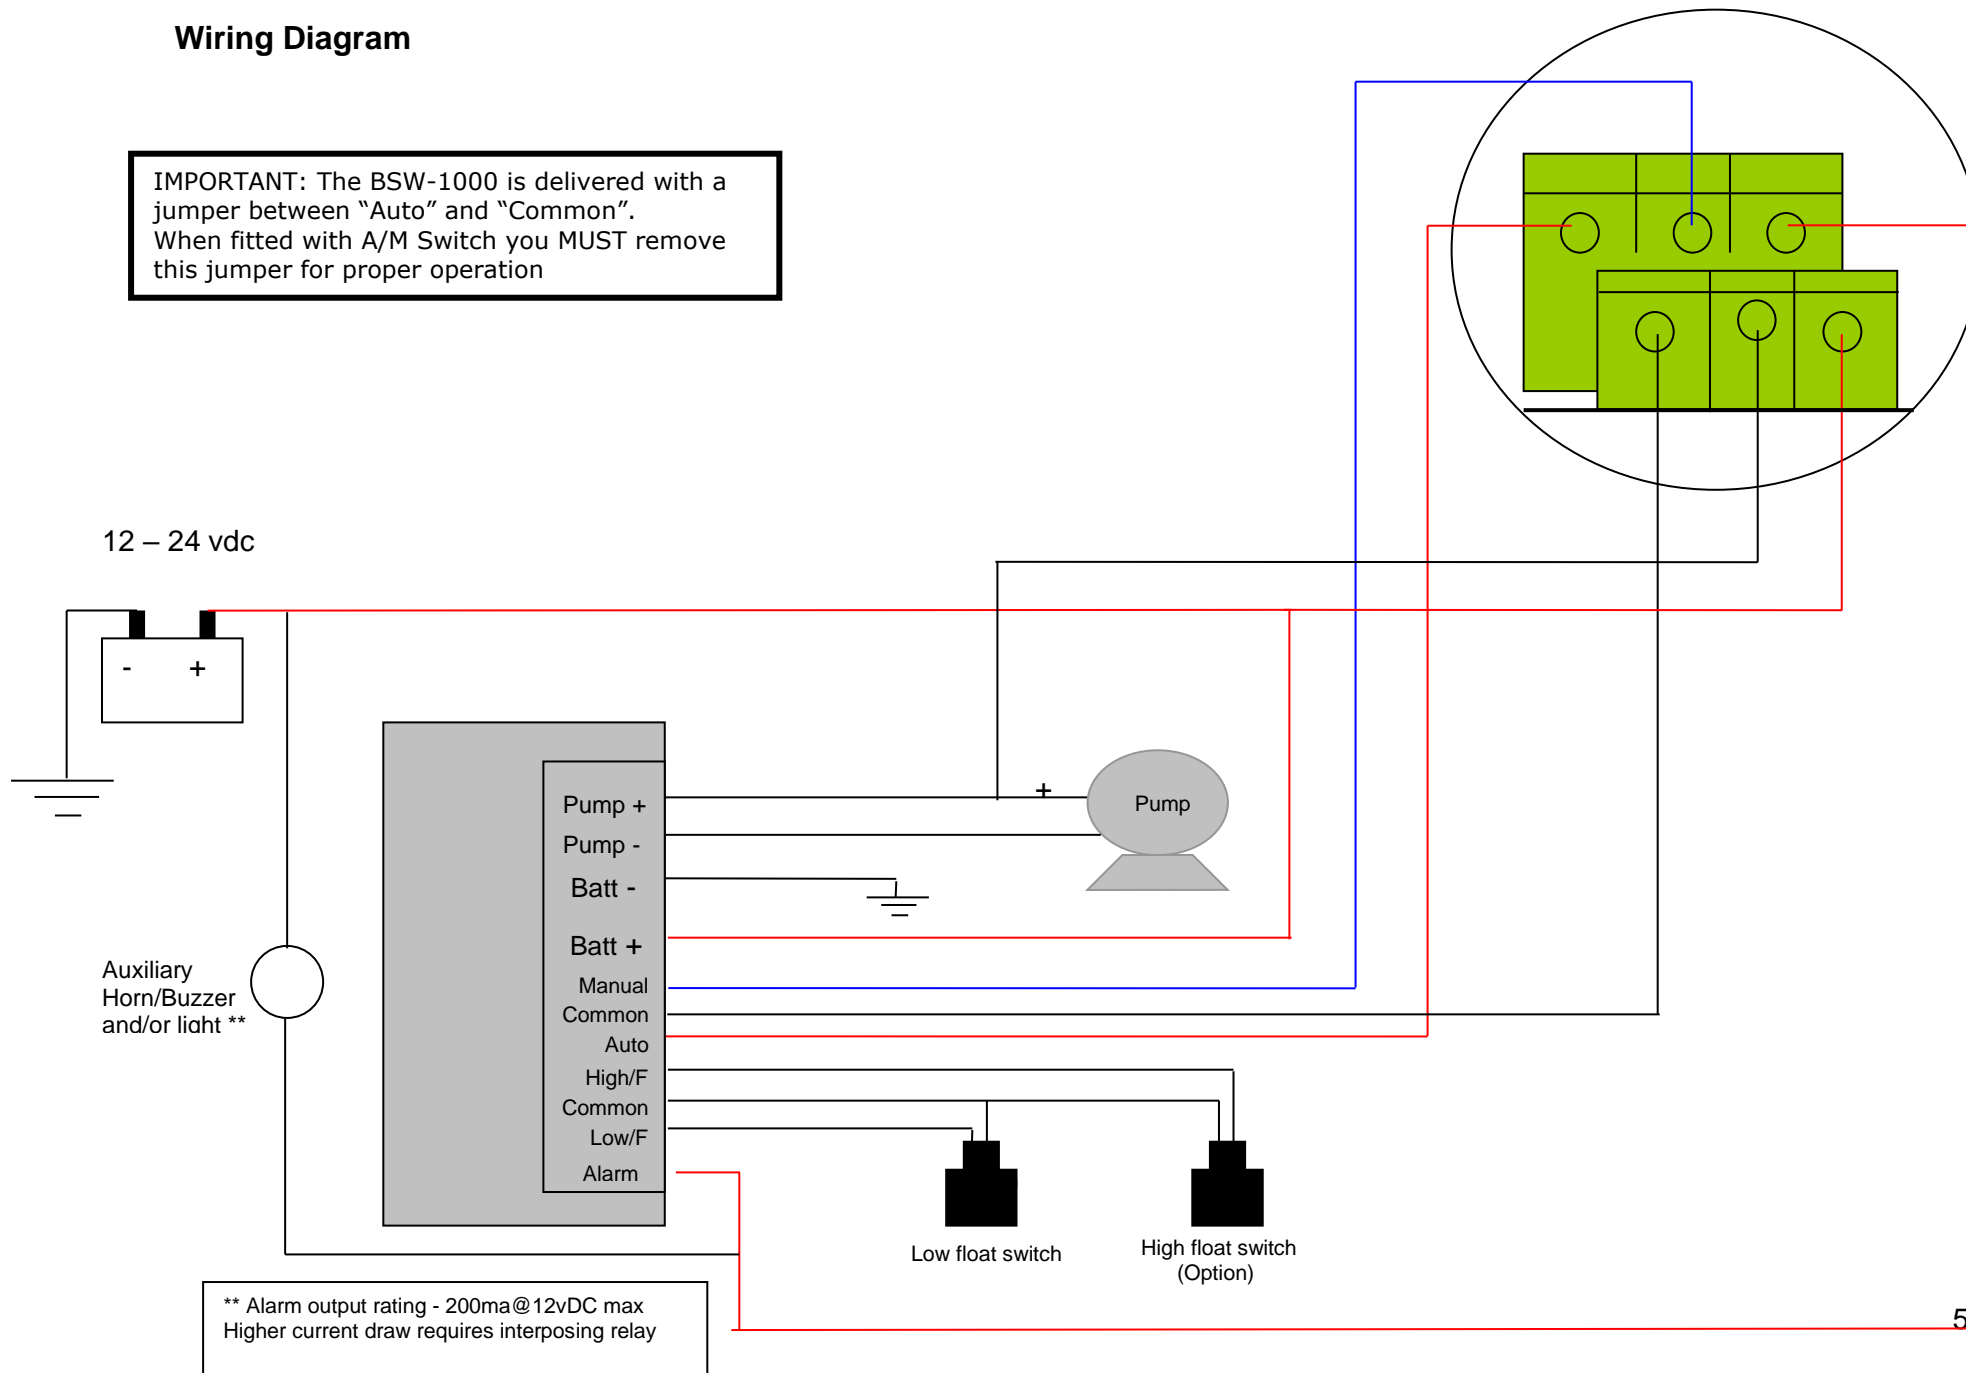 Wiring Diagram
IMPORTANT: The BSW-1000 is delivered with a
jumper between “Auto” and “Common”.
When fitted with A/M Switch you MUST remove
this jumper for proper operation
12 – 24 vdc
- +
Pump +
Pump -
Batt -
Batt +
Manual
Common
Auto
High/F
Common
Low/F
Alarm
+
Pump
Auxiliary
Horn/Buzzer
and/or light **
Low float switch
High float switch
(Option)
** Alarm output rating - 200ma@12vDC max
Higher current draw requires interposing relay
5